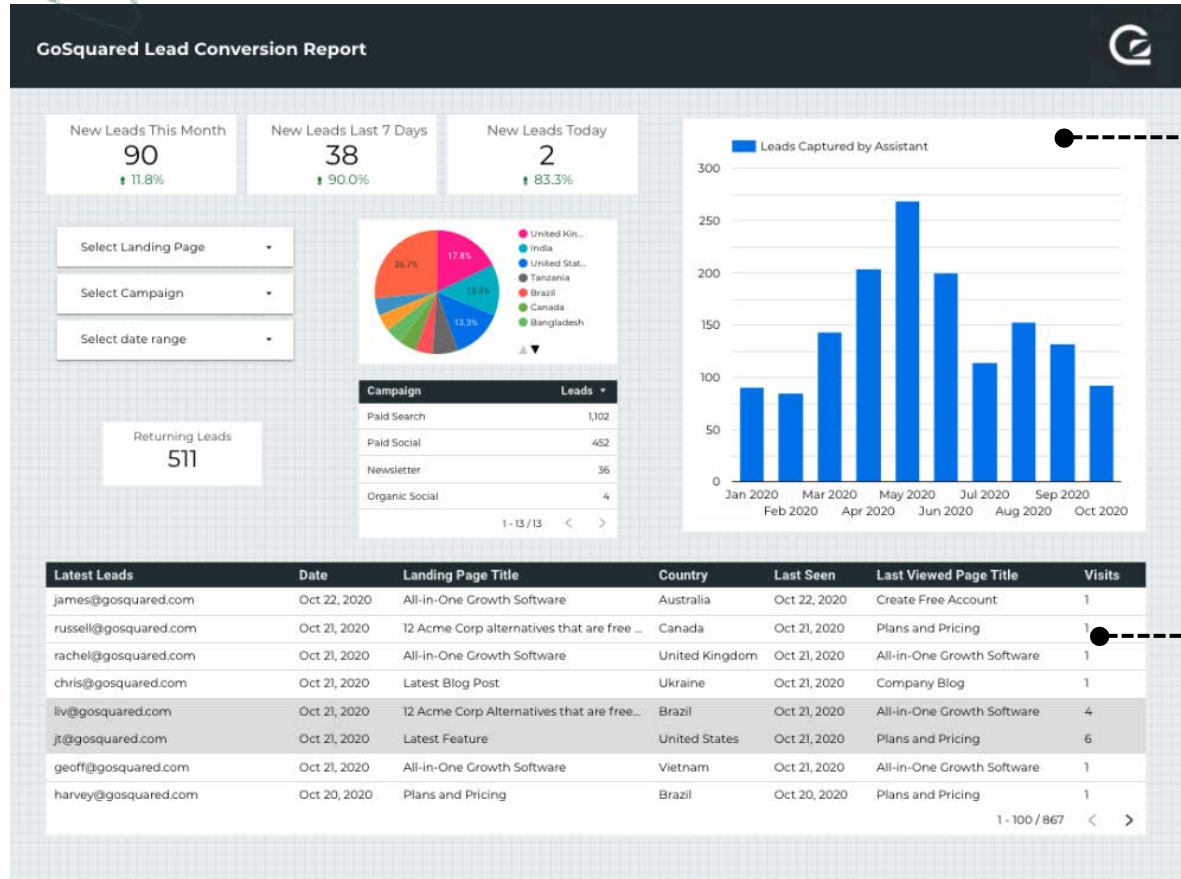 GoSquared Lead Conversion Report
New Leads This Month
90
11.8%
New Leads Last 7 Days
38
90.0%
New Leads Today
2
83.3%
Select Landing Page
Select Campaign
Select date range
Returning Leads
511
26.7%
17.8%
13.3%
13.3%
United Kin...
India
United Stat...
Tanzania
Brazil
Canada
Bangladesh
Campaign Leads
Paid Search 1,102
Paid Social 452
Newsletter 36
Organic Social 4
1 - 13 / 13 < >
Leads Captured by Assistant
300
250
200
150
100
50
0
Jan 2020 Mar 2020 May 2020 Jul 2020 Sep 2020
Feb 2020 Apr 2020 Jun 2020 Aug 2020 Oct 2020
Latest Leads Date Landing Page Title Country Last Seen Last Viewed Page Title Visits
james@gosquared.com Oct 22, 2020 All-in-One Growth Software Australia Oct 22, 2020 Create Free Account 1
russell@gosquared.com Oct 21, 2020 12 Acme Corp alternatives that are free ... Canada Oct 21, 2020 Plans and Pricing 1
rachel@gosquared.com Oct 21, 2020 All-in-One Growth Software United Kingdom Oct 21, 2020 All-in-One Growth Software 1
chris@gosquared.com Oct 21, 2020 Latest Blog Post Ukraine Oct 21, 2020 Company Blog 1
liv@gosquared.com Oct 21, 2020 12 Acme Corp Alternatives that are free... Brazil Oct 21, 2020 All-in-One Growth Software 4
jt@gosquared.com Oct 21, 2020 Latest Feature United States Oct 21, 2020 Plans and Pricing 6
geoff@gosquared.com Oct 21, 2020 All-in-One Growth Software Vietnam Oct 21, 2020 All-in-One Growth Software 1
harvey@gosquared.com Oct 20, 2020 Plans and Pricing Brazil Oct 20, 2020 Plans and Pricing 1
1 - 100 / 867 < >